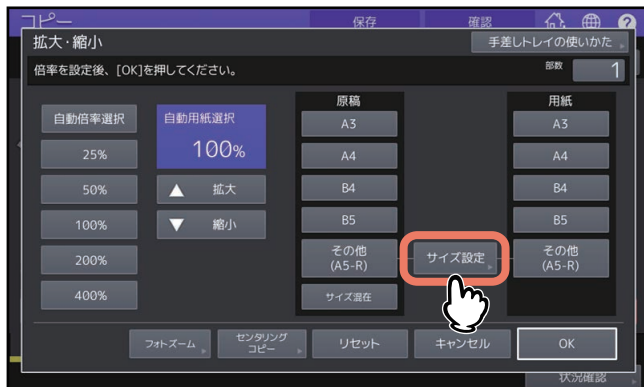 コピー
保存
確認
拡大・縮小
手差しトレイの使いかた
倍率を設定後、[OK]を押してください。
部数
1
自動倍率選択
25%
50%
100%
200%
400%
自動用紙選択
100%
拡大
縮小
原稿
A3
A4
B4
B5
その他
(A5-R)
サイズ混在
サイズ設定
用紙
A3
A4
B4
B5
その他
(A5-R)
フォトズーム
センタリング
コピー
リセット
キャンセル
OK
状況確認